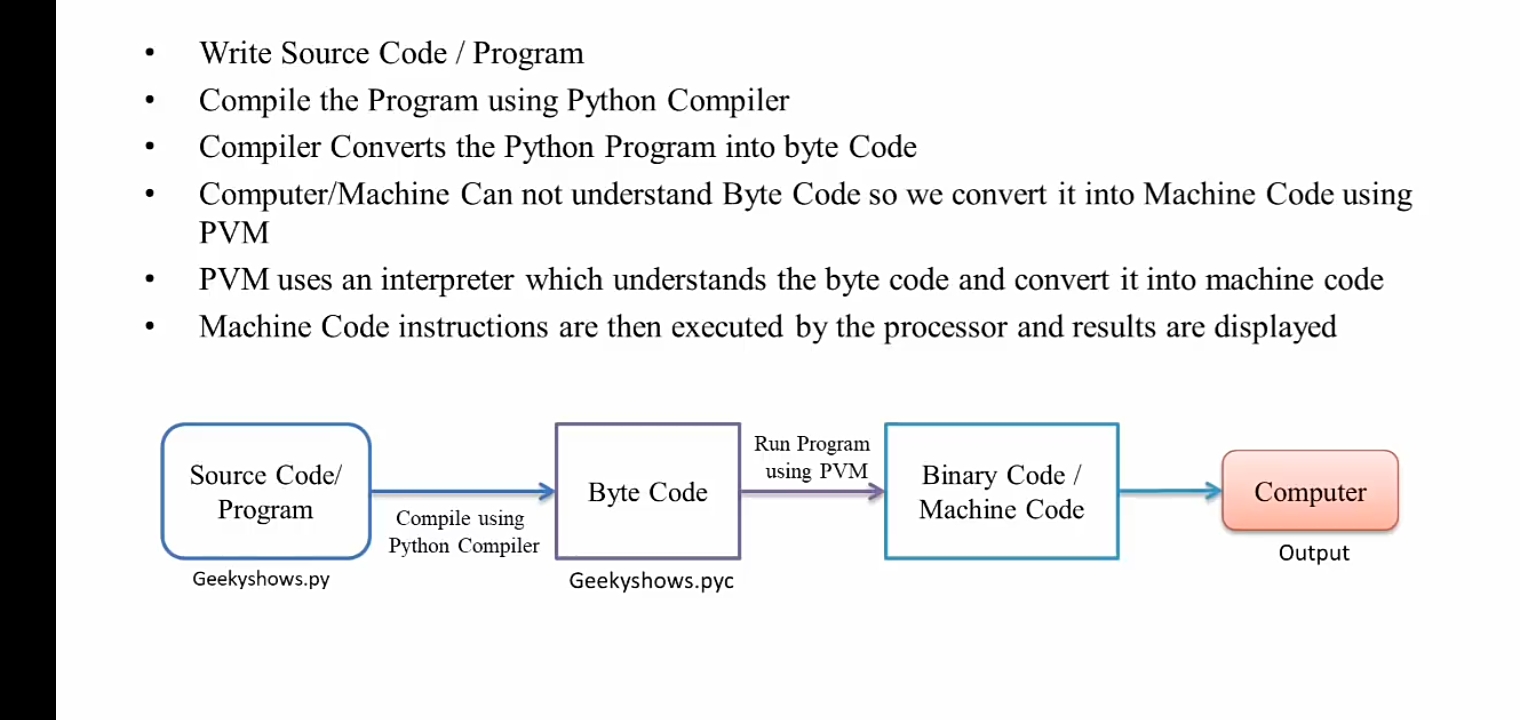 • Write Source Code / Program
• Compile the Program using Python Compiler
• Compiler Converts the Python Program into byte Code
• Computer/Machine Can not understand Byte Code so we convert it into Machine Code using
PVM
• PVM uses an interpreter which understands the byte code and convert it into machine code
• Machine Code instructions are then executed by the processor and results are displayed
Source Code/
Program
Geekyshows.py
Compile using
Python Compiler
Byte Code
Geekyshows.pyc
Run Program
using PVM
Binary Code /
Machine Code
Computer
Output